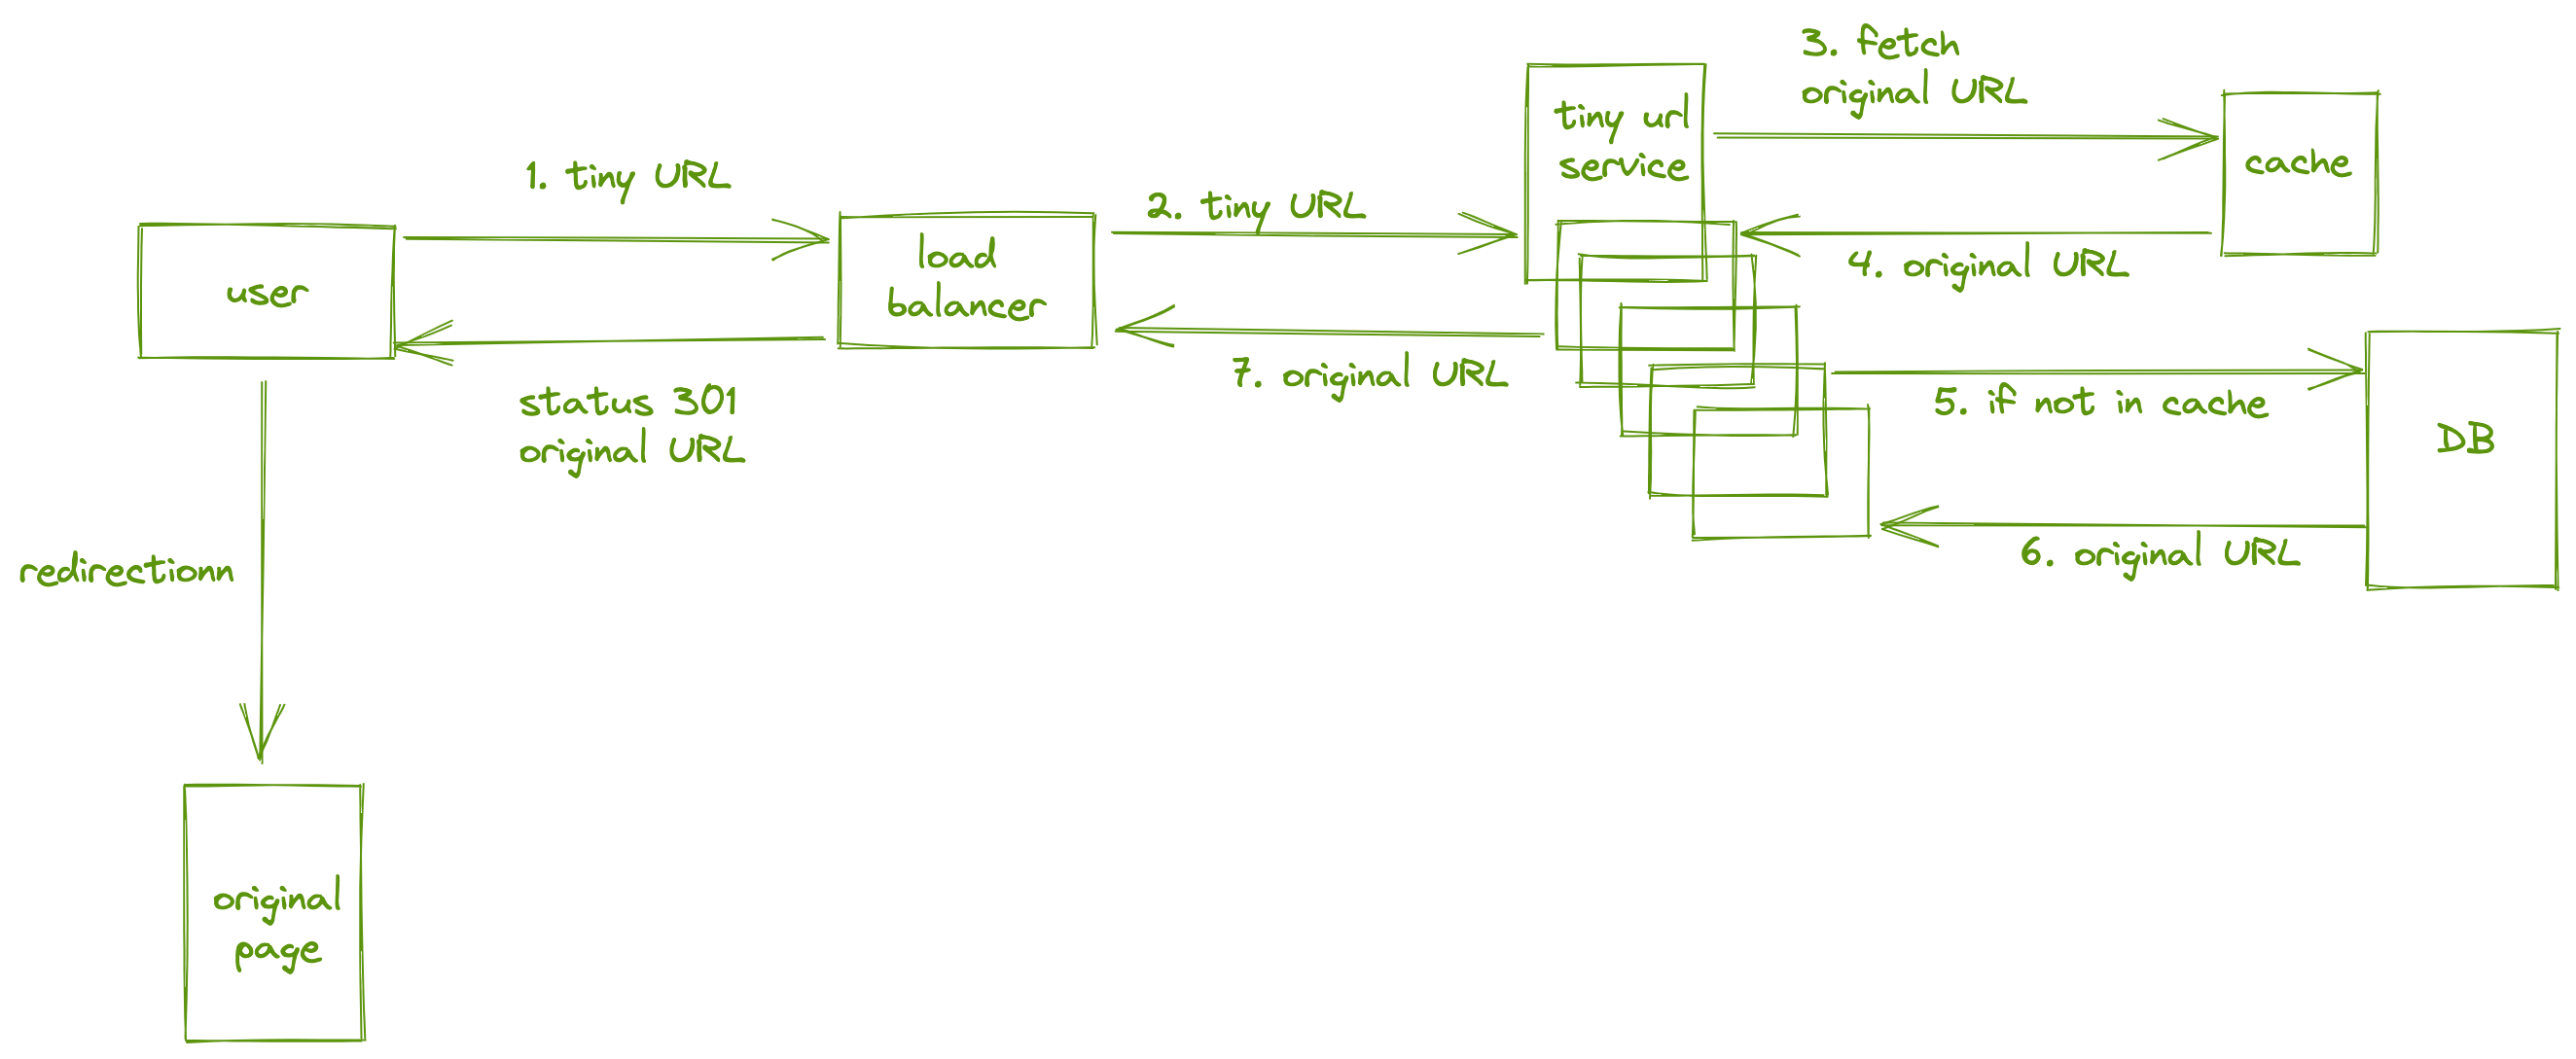 3. fetch
original URL
tiny url
service
cache
1. tiny URL
2. tiny URL
load
balancer
user
4. original URL
7. original URL
status 301
original URL
5. if not in cache
DB
6. original URL
redirectionn
original
page